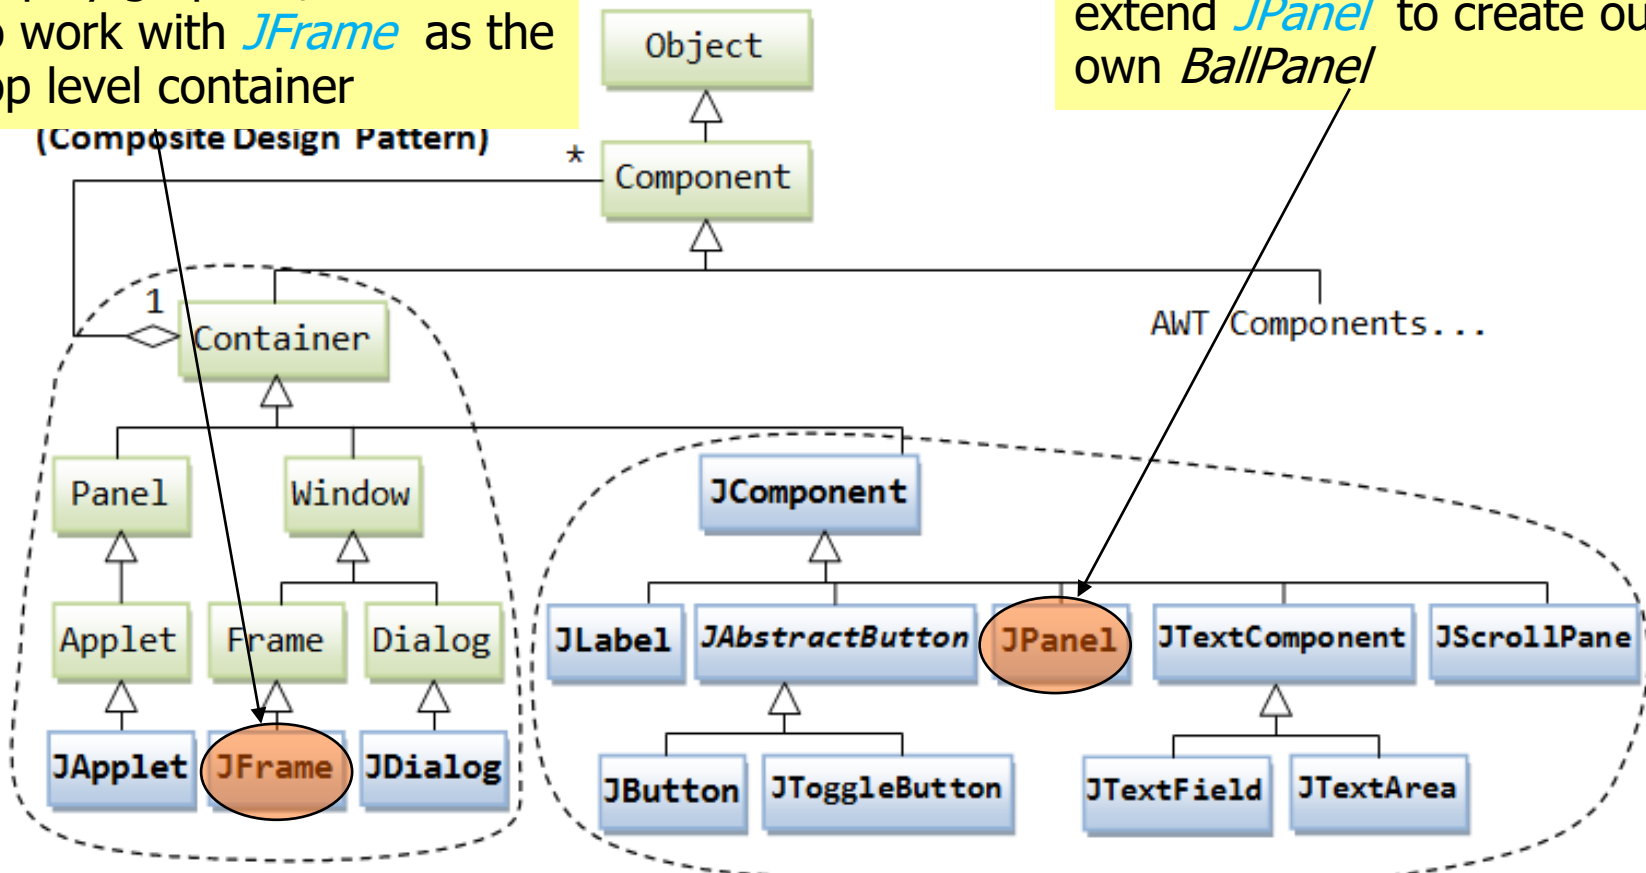 work with JFrame as the
level container
extend JPanel to create
own BallPanel
(Composite Design Pattern)
Object
*
Component
1
Container
AWT Components...
Panel
Window
JComponent
Applet
Frame
Dialog
JLabel
JAbstractButton
JPanel
JTextComponent
JScrollPane
JApplet
JFrame
JDialog
JButton
JToggleButton
JTextField
JTextArea